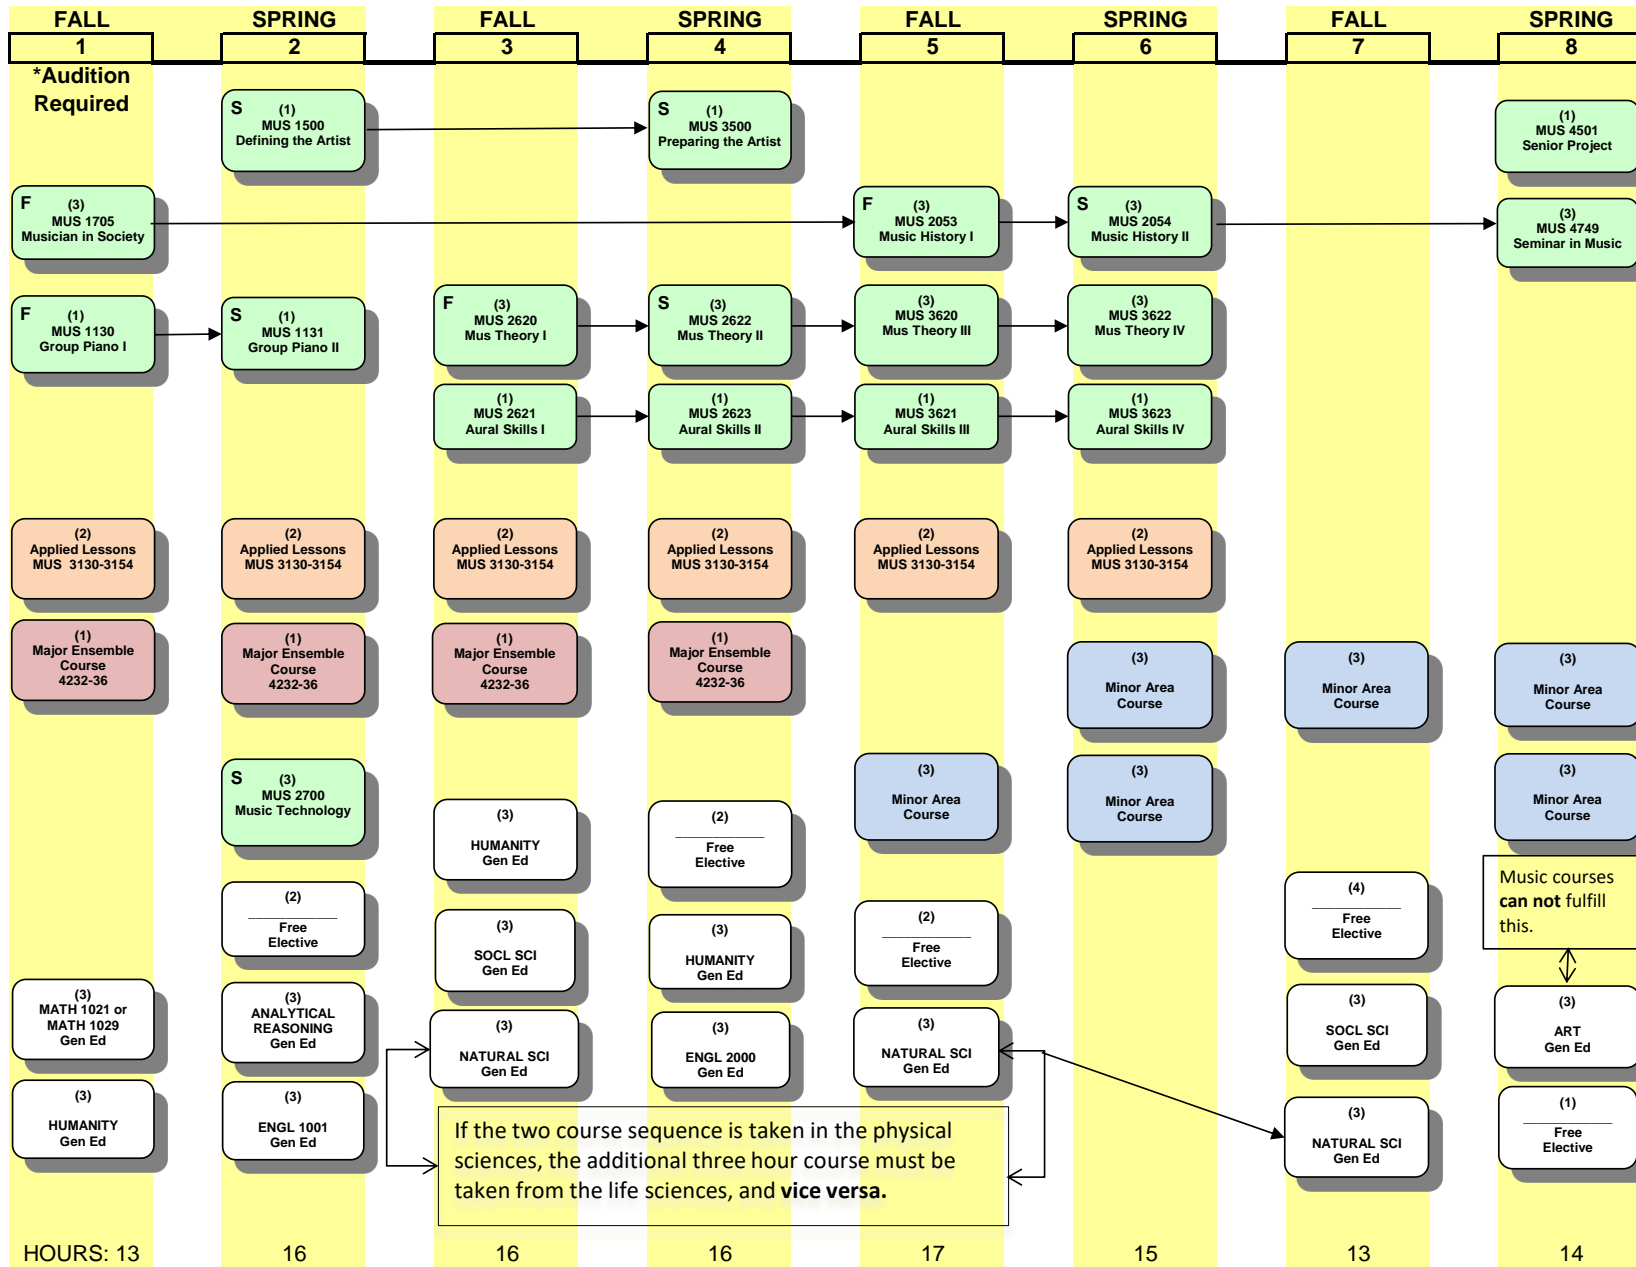 FALL
SPRING
FALL
SPRING
FALL
SPRING
FALL
SPRING
1
2
3
4
5
6
7
8
*Audition
Required
S (1)
MUS 1500
Defining the Artist
S (1)
MUS 3500
Preparing the Artist
(1)
MUS 4501
Senior Project
F (3)
MUS 1705
Musician in Society
F (3)
MUS 2053
Music History I
S (3)
MUS 2054
Music History II
(3)
MUS 4749
Seminar in Music
F (1)
MUS 1130
Group Piano I
S (1)
MUS 1131
Group Piano II
F (3)
MUS 2620
Mus Theory I
S (3)
MUS 2622
Mus Theory II
(3)
MUS 3620
Mus Theory III
(3)
MUS 3622
Mus Theory IV
(1)
MUS 2621
Aural Skills I
(1)
MUS 2623
Aural Skills II
(1)
MUS 3621
Aural Skills III
(1)
MUS 3623
Aural Skills IV
(2)
Applied Lessons
MUS 3130-3154
(2)
Applied Lessons
MUS 3130-3154
(2)
Applied Lessons
MUS 3130-3154
(2)
Applied Lessons
MUS 3130-3154
(2)
Applied Lessons
MUS 3130-3154
(2)
Applied Lessons
MUS 3130-3154
(1)
Major Ensemble
Course
4232-36
(1)
Major Ensemble
Course
4232-36
(1)
Major Ensemble
Course
4232-36
(1)
Major Ensemble
Course
4232-36
(3)
Minor Area
Course
(3)
Minor Area
Course
(3)
Minor Area
Course
S (3)
MUS 2700
Music Technology
(3)
HUMANITY
Gen Ed
(2)
____________
Free
Elective
(3)
Minor Area
Course
(3)
Minor Area
Course
(3)
Minor Area
Course
(2)
____________
Free
Elective
(3)
SOCL SCI
Gen Ed
(3)
HUMANITY
Gen Ed
(2)
____________
Free
Elective
(4)
____________
Free
Elective
Music courses
can not fulfill
this.
(3)
MATH 1021 or
MATH 1029
Gen Ed
(3)
ANALYTICAL
REASONING
Gen Ed
(3)
NATURAL SCI
Gen Ed
(3)
ENGL 2000
Gen Ed
(3)
NATURAL SCI
Gen Ed
(3)
SOCL SCI
Gen Ed
(3)
ART
Gen Ed
(3)
HUMANITY
Gen Ed
(3)
ENGL 1001
Gen Ed
If the two course sequence is taken in the physical
sciences, the additional three hour course must be
taken from the life sciences, and vice versa.
(3)
NATURAL SCI
Gen Ed
(1)
____________
Free
Elective
HOURS: 13
16
16
16
17
15
13
14